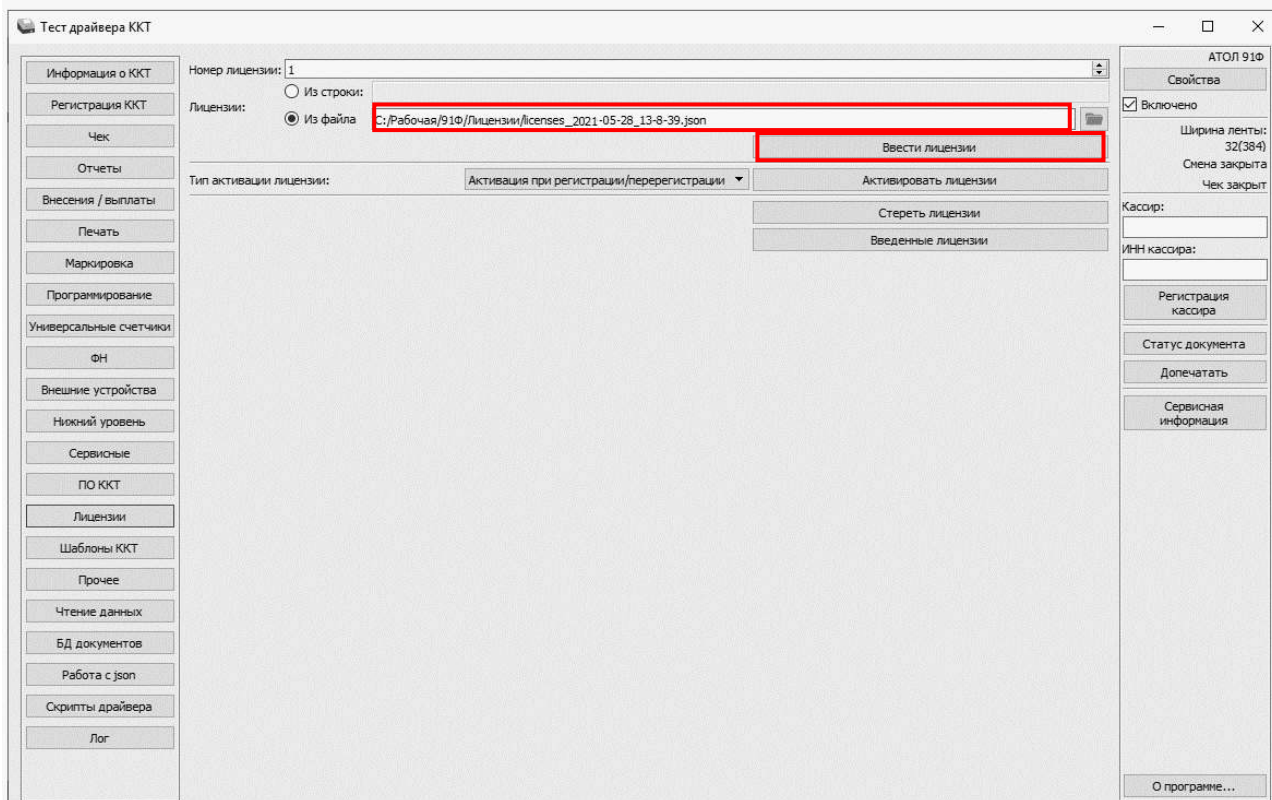 Тест драйвера ККТ
Информация о ККТ
Регистрация ККТ
Чек
Отчеты
Внесения / выплаты
Печать
Маркировка
Программирование
Универсальные счетчики
ФН
Внешние устройства
Нижний уровень
Сервисные
ПО ККТ
Лицензии
Шаблоны ККТ
Прочее
Чтение данных
БД документов
Работа с json
Скрипты драйвера
Лог
Номер лицензии: 1
Лицензии:
Из строки:
Из файла C:/Рабочая/91Ф/Лицензии/licenses_2021-05-28_13-8-39.json
Ввести лицензии
Тип активации лицензии: Активация при регистрации/перерегистрации Активировать лицензии
Стереть лицензии
Введенные лицензии
АТОЛ 91Ф
Свойства
Включено
Ширина ленты:
32(384)
Смена закрыта
Чек закрыт
Кассир:
ИНН кассира:
Регистрация
кассира
Статус документа
Допечатать
Сервисная
информация
О программе...